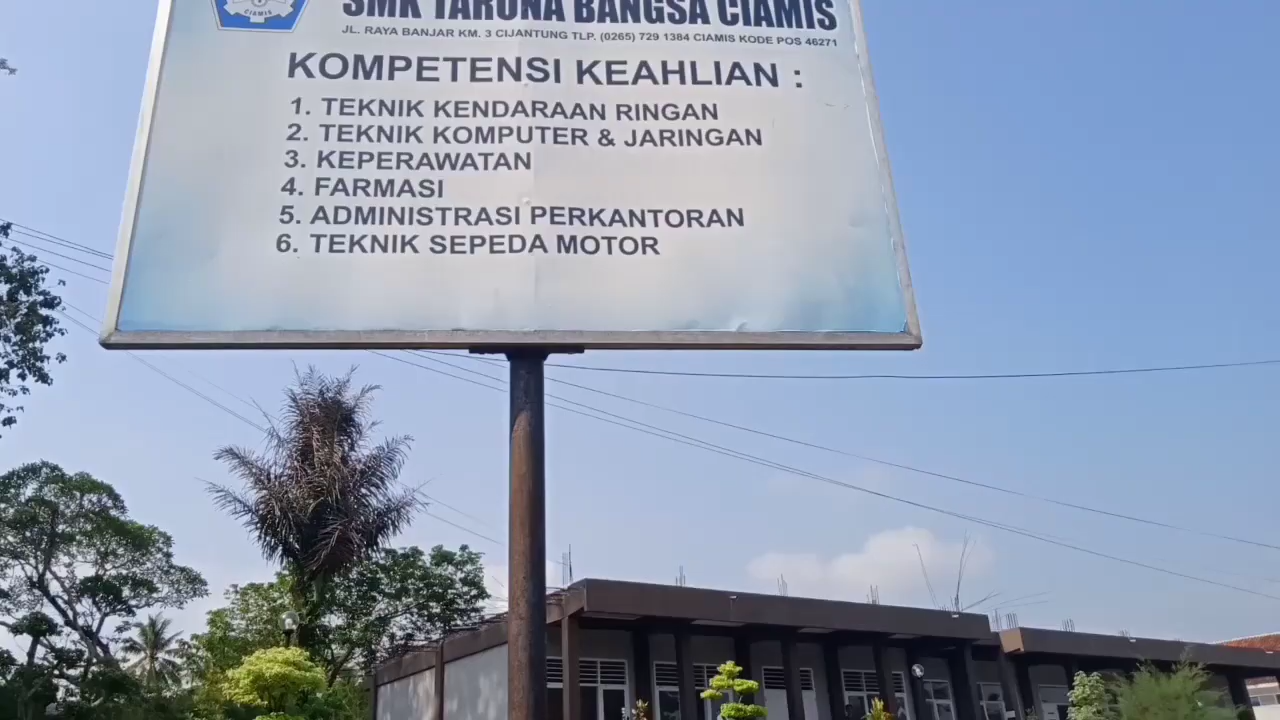 CIAMIS
SMK TARUNA BANGSA CIAMIS
JL. RAYA BANJAR KM. 3 CIJANTUNG TLP. (0265) 729 1384 CIAMIS KODE POS 46271
KOMPETENSI KEAHLIAN :
1. TEKNIK KENDARAAN RINGAN
2. TEKNIK KOMPUTER & JARINGAN
3. KEPERAWATAN
4. FARMASI
5. ADMINISTRASI PERKANTORAN
6. TEKNIK SEPEDA MOTOR